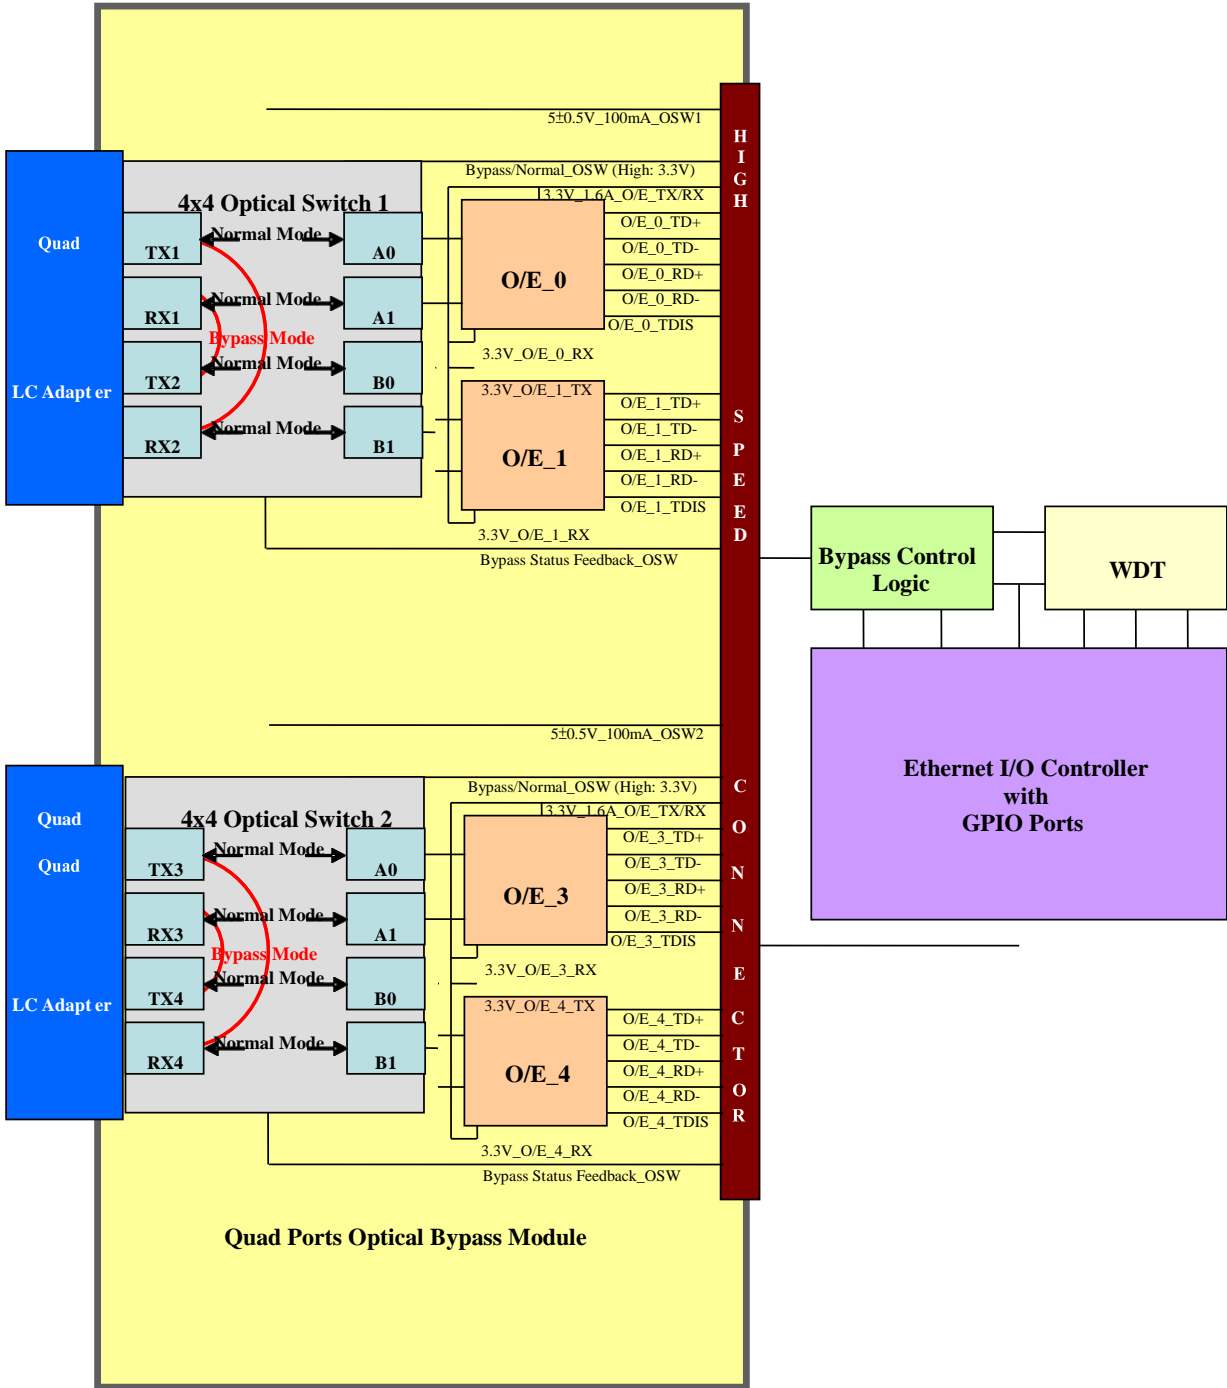 5±0.5V_100mA_OSW1
Bypass/Normal_OSW (High: 3.3V)
3.3V_1.6A_O/E_TX/RX
4x4 Optical Switch 1
Quad
LC Adapter
TX1
Normal Mode
A0
RX1
Normal Mode
A1
Bypass Mode
TX2
Normal Mode
B0
RX2
Normal Mode
B1
O/E_0
O/E_0_TD+
O/E_0_TD-
O/E_0_RD+
O/E_0_RD-
O/E_0_TDIS
3.3V_O/E_0_RX
3.3V_O/E_1_TX
O/E_1
O/E_1_TD+
O/E_1_TD-
O/E_1_RD+
O/E_1_RD-
O/E_1_TDIS
3.3V_O/E_1_RX
Bypass Status Feedback_OSW
HIGH
SPEED
CONNECTOR
Bypass Control
Logic
WDT
Ethernet I/O Controller
with
GPIO Ports
5±0.5V_100mA_OSW2
Bypass/Normal_OSW (High: 3.3V)
3.3V_1.6A_O/E_TX/RX
4x4 Optical Switch 2
Quad
Quad
LC Adapter
TX3
Normal Mode
A0
RX3
Normal Mode
A1
Bypass Mode
TX4
Normal Mode
B0
RX4
Normal Mode
B1
O/E_3
O/E_3_TD+
O/E_3_TD-
O/E_3_RD+
O/E_3_RD-
O/E_3_TDIS
3.3V_O/E_3_RX
3.3V_O/E_4_TX
O/E_4
O/E_4_TD+
O/E_4_TD-
O/E_4_RD+
O/E_4_RD-
O/E_4_TDIS
3.3V_O/E_4_RX
Bypass Status Feedback_OSW
Quad Ports Optical Bypass Module